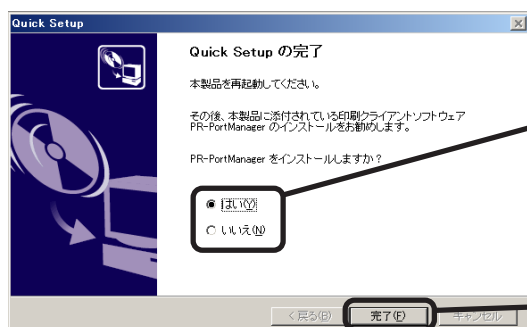 Quick Setup
Quick Setup の完了
本製品を再起動してください。
その後、本製品に添付されている印刷クライアントソフトウェア
PR-PortManager のインストールをお勧めします。
PR-PortManager をインストールしますか？
はい(Y)
いいえ(N)
< 戻る(B) 完了(F) キャンセル